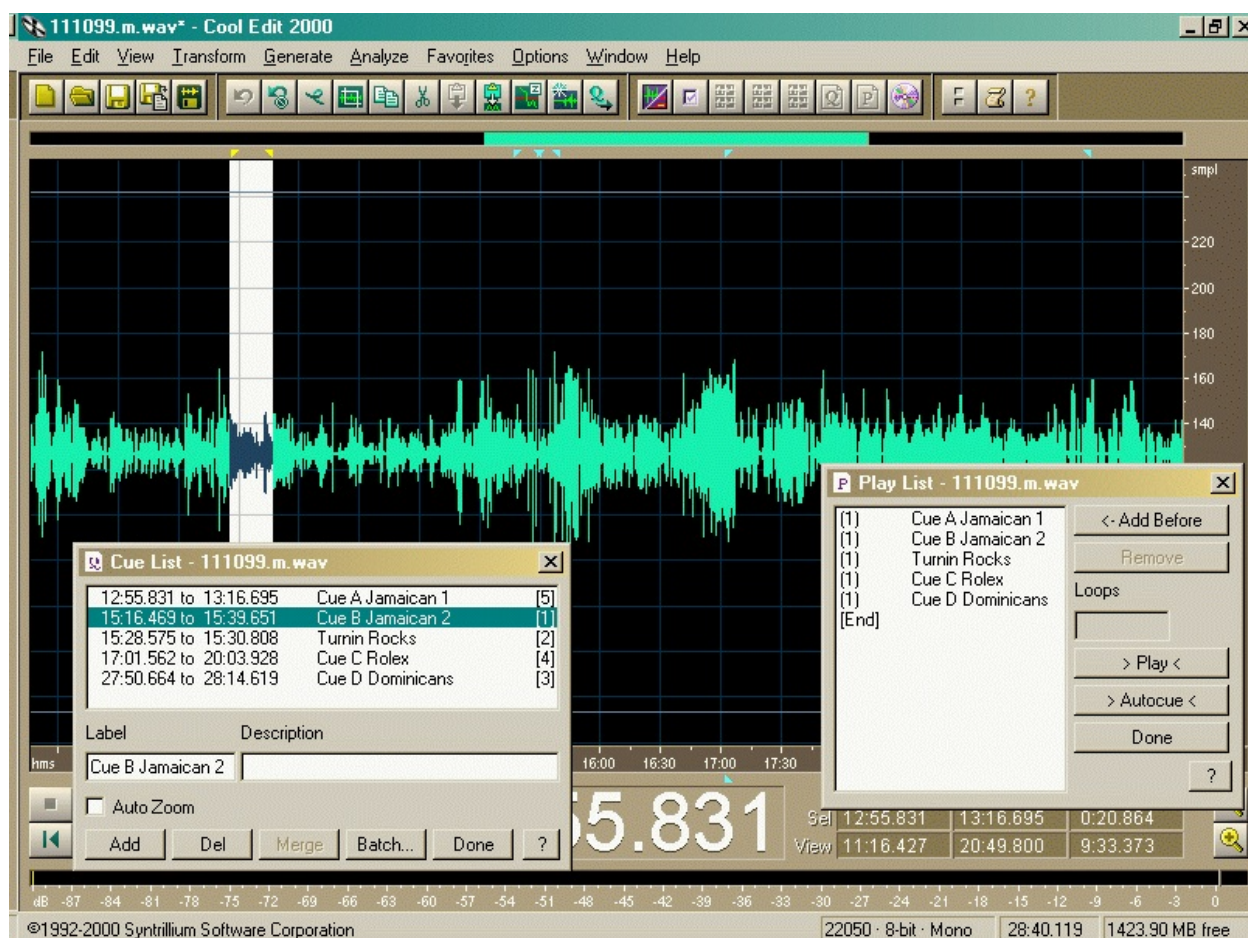 111099.m.wav* - Cool Edit 2000
File Edit View Transform Generate Analyze Favorites Options Window Help
F ?
smpl
220
200
180
160
140
Cue List - 111099.m.wav
12:55.831 to 13:16.695 Cue A Jamaican 1 [5]
15:16.469 to 15:39.651 Cue B Jamaican 2 [1]
15:28.575 to 15:30.808 Turnin Rocks [2]
17:01.562 to 20:03.928 Cue C Rolex [4]
27:50.664 to 28:14.619 Cue D Dominicans [3]
Label Description
Cue B Jamaican 2
Auto Zoom
Add Del Merge Batch... Done ?
P Play List - 111099.m.wav
(1) Cue A Jamaican 1
(1) Cue B Jamaican 2
(1) Turnin Rocks
(1) Cue C Rolex
(1) Cue D Dominicans
[End]
<- Add Before
Remove
Loops
> Play <
> Autocue <
Done
?
hms 16:00 16:30 17:00 17:30
55.831
Sel 12:55.831 13:16.695 0:20.864
View 11:16.427 20:49.800 9:33.373
dB -87 -84 -81 -78 -75 -72 -69 -66 -63 -60 -57 -54 -51 -48 -45 -42 -39 -36 -33 -30 -27 -24 -21 -18 -15 -12 -9 -6 -3 0
©1992-2000 Syntrillium Software Corporation 22050 · 8-bit · Mono 28:40.119 1423.90 MB free